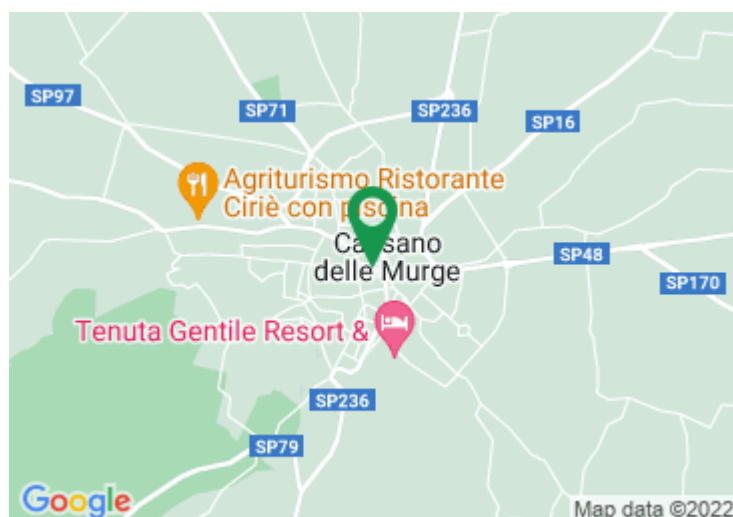 SP97
SP71
SP236
SP16
Agriturismo Ristorante
Ciriè con piscina
Cassano
delle Murge
SP48
SP170
Tenuta Gentile Resort &
SP236
SP79
Google
Map data ©2022